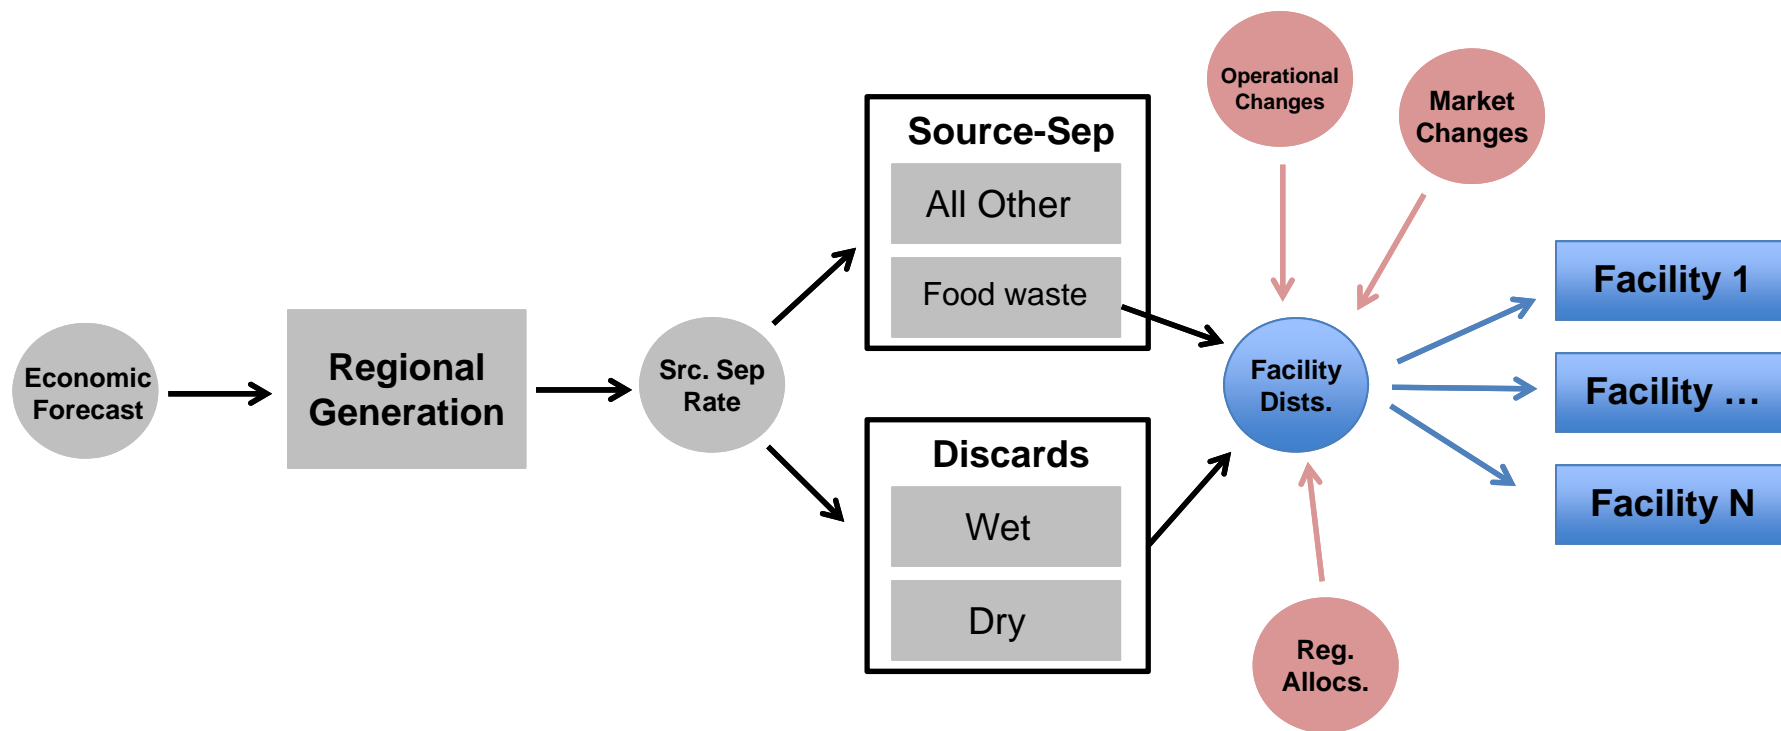 Economic
Forecast
Regional
Generation
Src. Sep
Rate
Source-Sep
All Other
Food waste
Discards
Wet
Dry
Operational
Changes
Market
Changes
Facility
Dists.
Reg.
Allocs.
Facility 1
Facility ...
Facility N